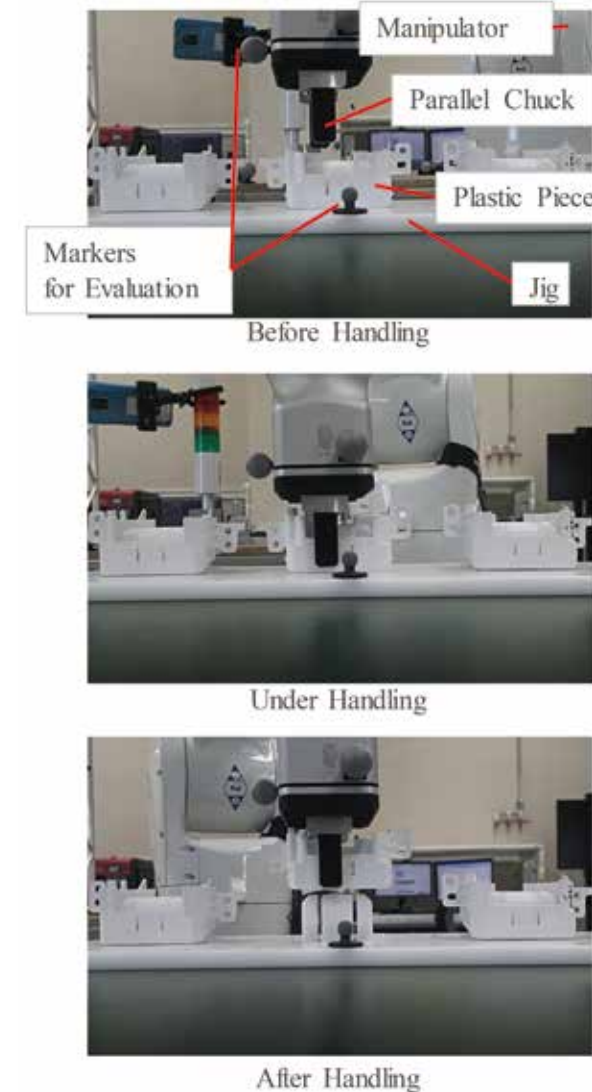 Manipulator
Parallel Chuck
Plastic Piece
Markers
for Evaluation
Jig
Before Handling
Under Handling
After Handling